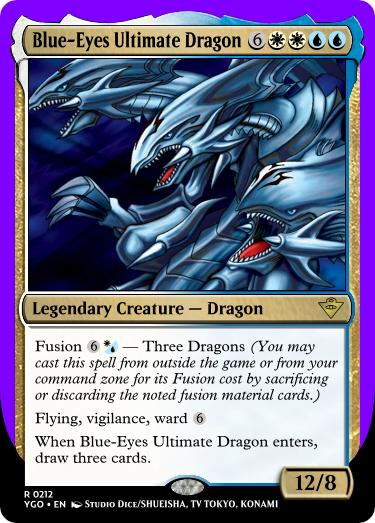 Blue-Eyes Ultimate Dragon 6
Legendary Creature — Dragon
Fusion 6 — Three Dragons (You may
cast this spell from outside the game or from your
command zone for its Fusion cost by sacrificing
or discarding the noted fusion material cards.)
Flying, vigilance, ward 6
When Blue-Eyes Ultimate Dragon enters,
draw three cards.
12/8
R 0212
YGO • EN Studio Dice/SHUEISHA, TV TOKYO, KONAMI